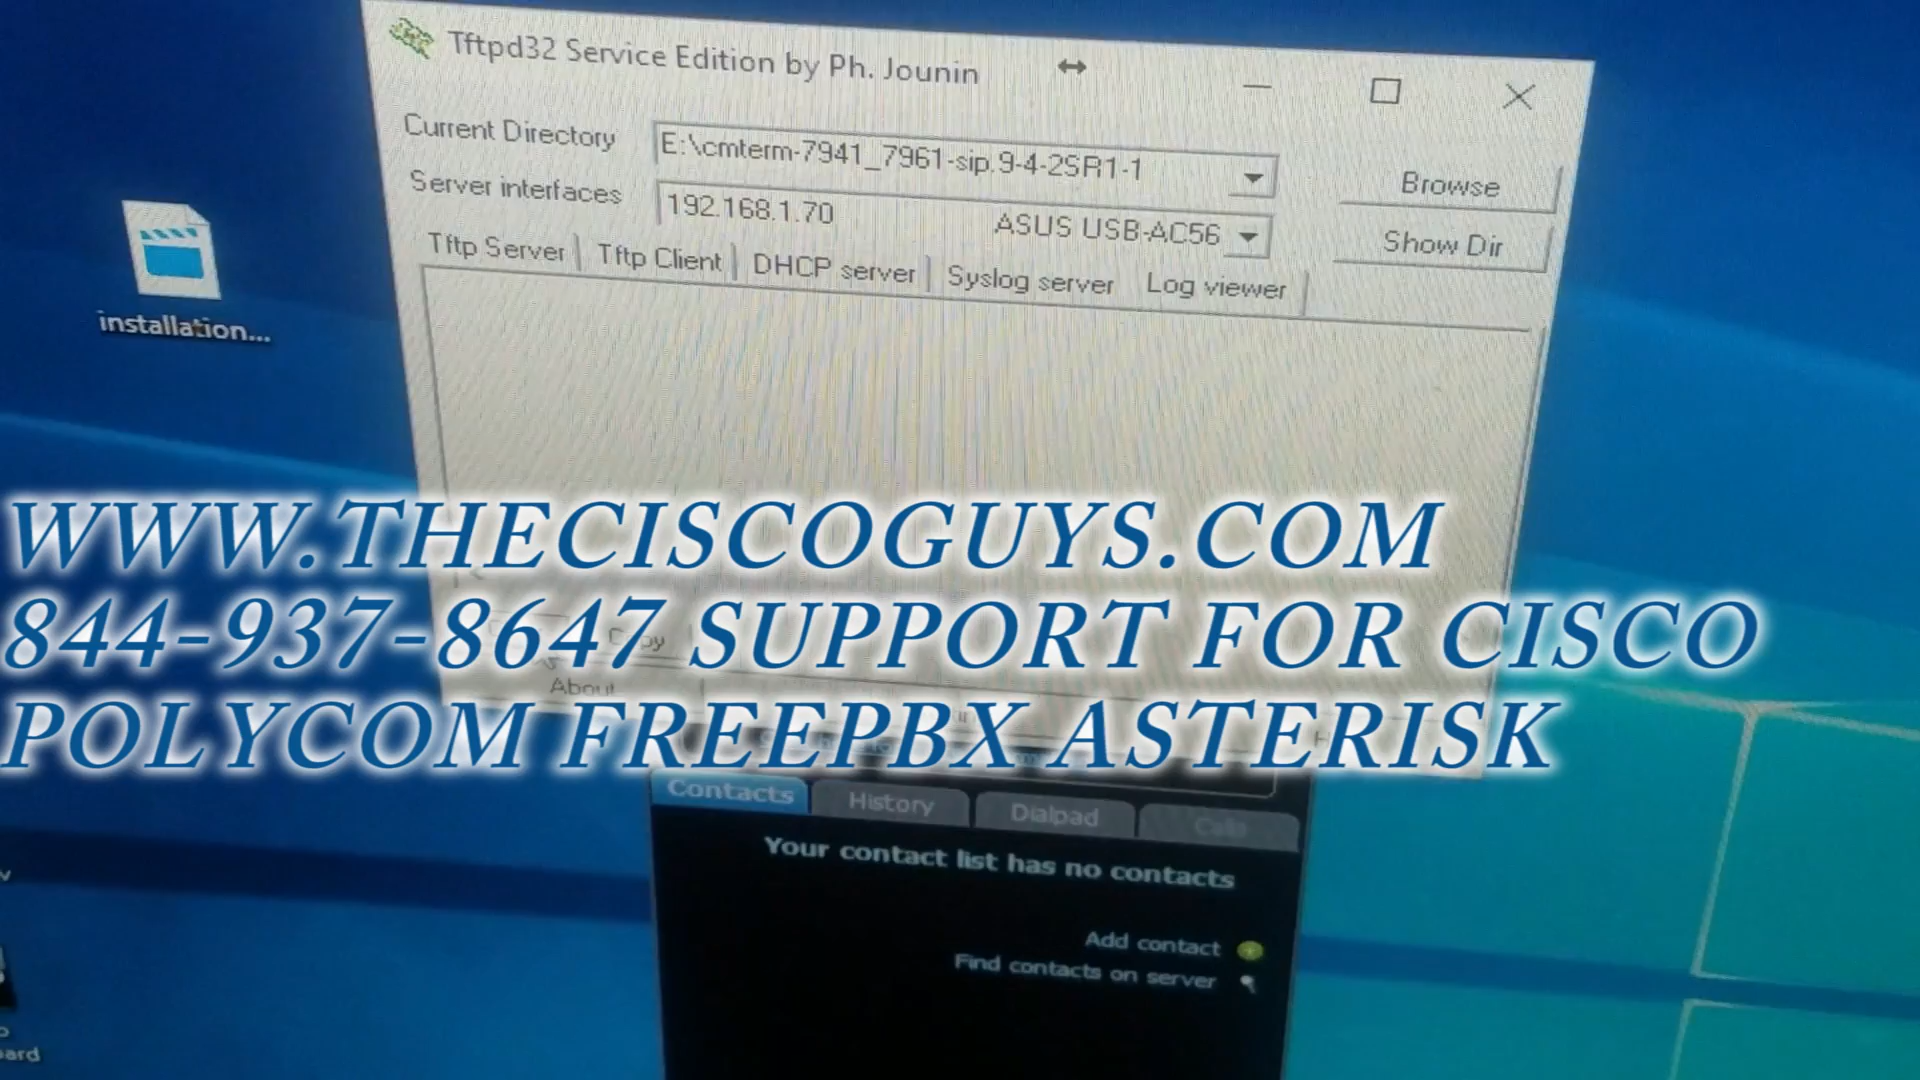 Tftpd32 Service Edition by Ph. Jounin
Current Directory
E:\cmterm-7941_7961-sip.9-4-2SR1-1
Browse
Server interfaces
192.168.1.70
ASUS USB-AC56
Show Dir
Tftp Server
Tftp Client
DHCP server
Syslog server
Log viewer
installation...
WWW.THECISCOGUYS.COM
844-937-8647 SUPPORT FOR CISCO
Copy
About
POLYCOM FREEPBX ASTERISK
Contacts
History
Dialpad
Calls
Your contact list has no contacts
Add contact
Find contacts on server